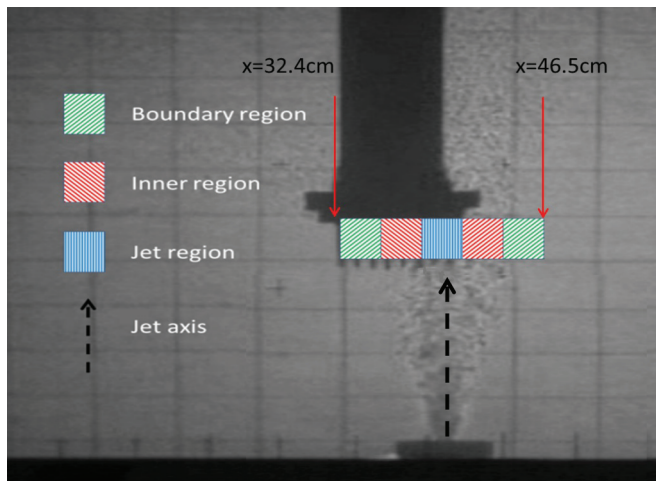 x=32.4cm
x=46.5cm
Boundary region
Inner region
Jet region
Jet axis